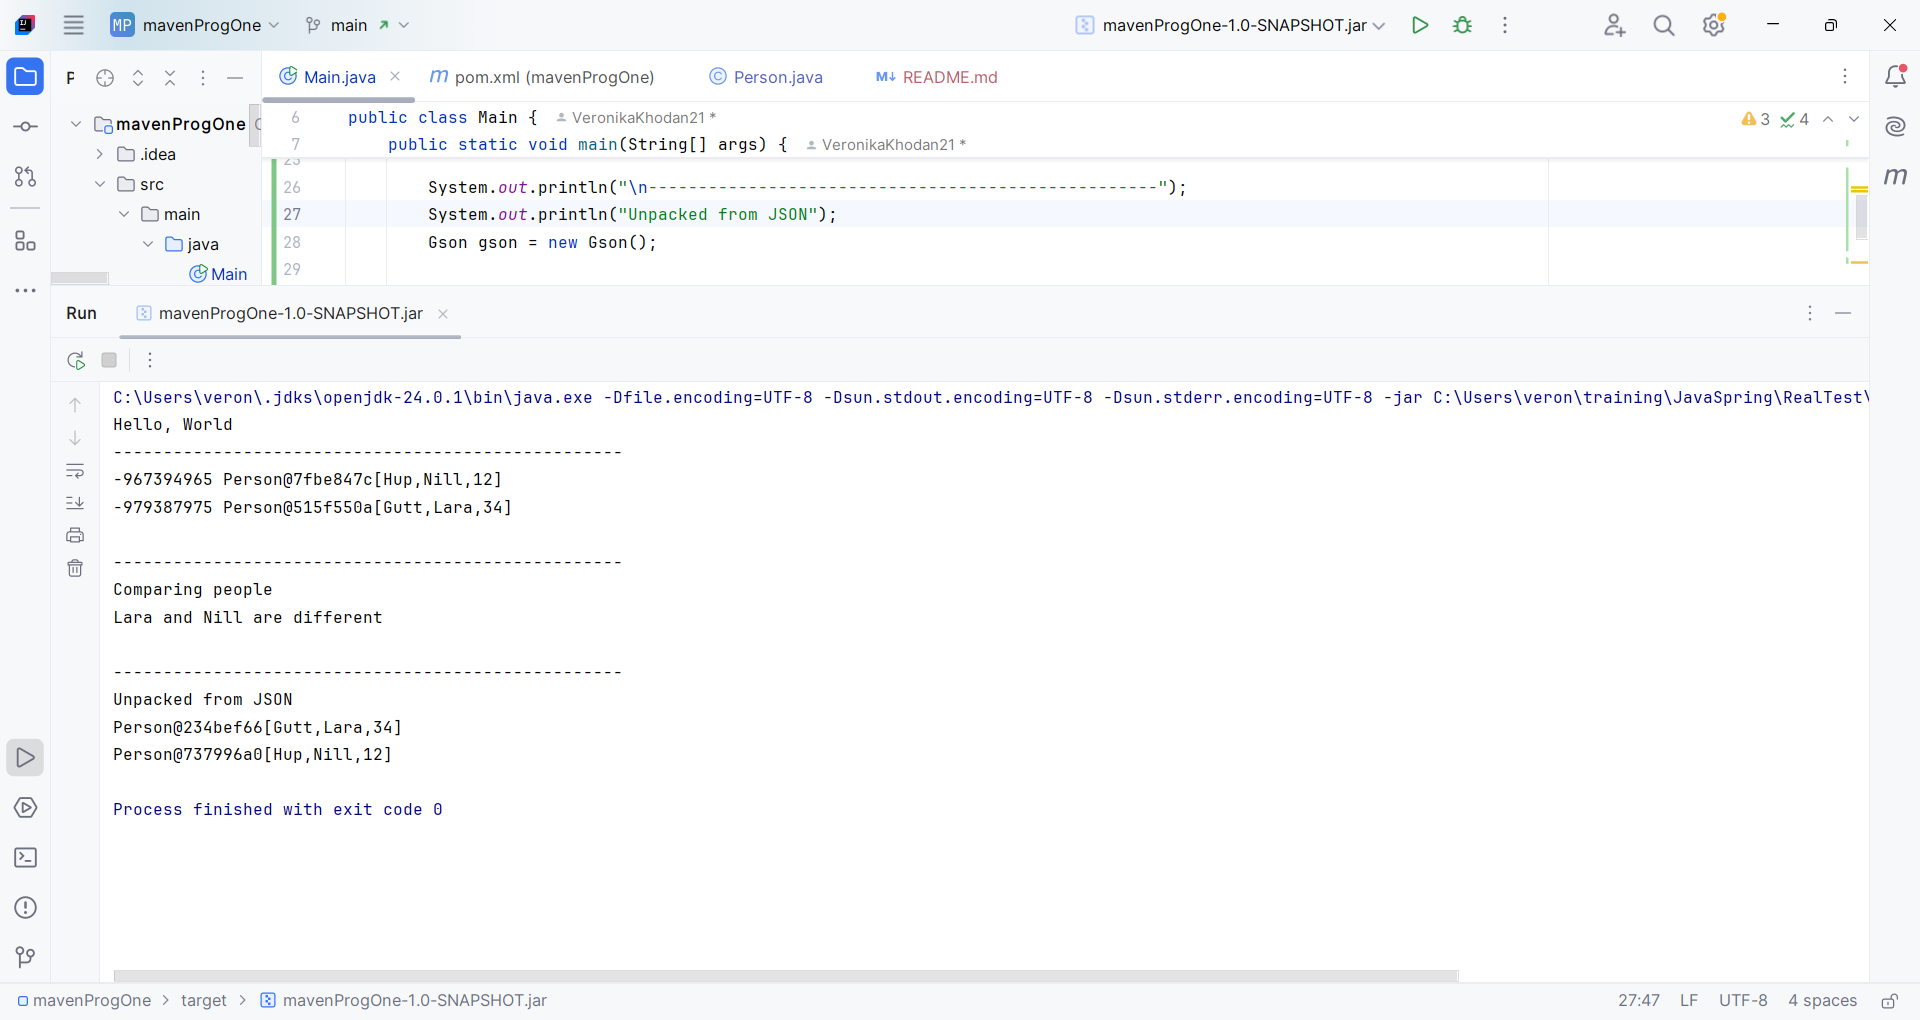 MP mavenProgOne main mavenProgOne-1.0-SNAPSHOT.jar
P Main.java pom.xml (mavenProgOne) Person.java README.md
mavenProgOne
.idea
src
main
java
Main
6 public class Main { VeronikaKhodan21 * 3 4
7 public static void main(String[] args) { VeronikaKhodan21 *
25
26 System.out.println("\n---------------------------------------------------");
27 System.out.println("Unpacked from JSON");
28 Gson gson = new Gson();
29
Run mavenProgOne-1.0-SNAPSHOT.jar
C:\Users\veron\.jdks\openjdk-24.0.1\bin\java.exe -Dfile.encoding=UTF-8 -Dsun.stdout.encoding=UTF-8 -Dsun.stderr.encoding=UTF-8 -jar C:\Users\veron\training\JavaSpring\RealTest\
Hello, World
---------------------------------------------------
-967394965 Person@7fbe847c[Hup,Nill,12]
-979387975 Person@515f550a[Gutt,Lara,34]
---------------------------------------------------
Comparing people
Lara and Nill are different
---------------------------------------------------
Unpacked from JSON
Person@234bef66[Gutt,Lara,34]
Person@737996a0[Hup,Nill,12]
Process finished with exit code 0
mavenProgOne > target > mavenProgOne-1.0-SNAPSHOT.jar 27:47 LF UTF-8 4 spaces